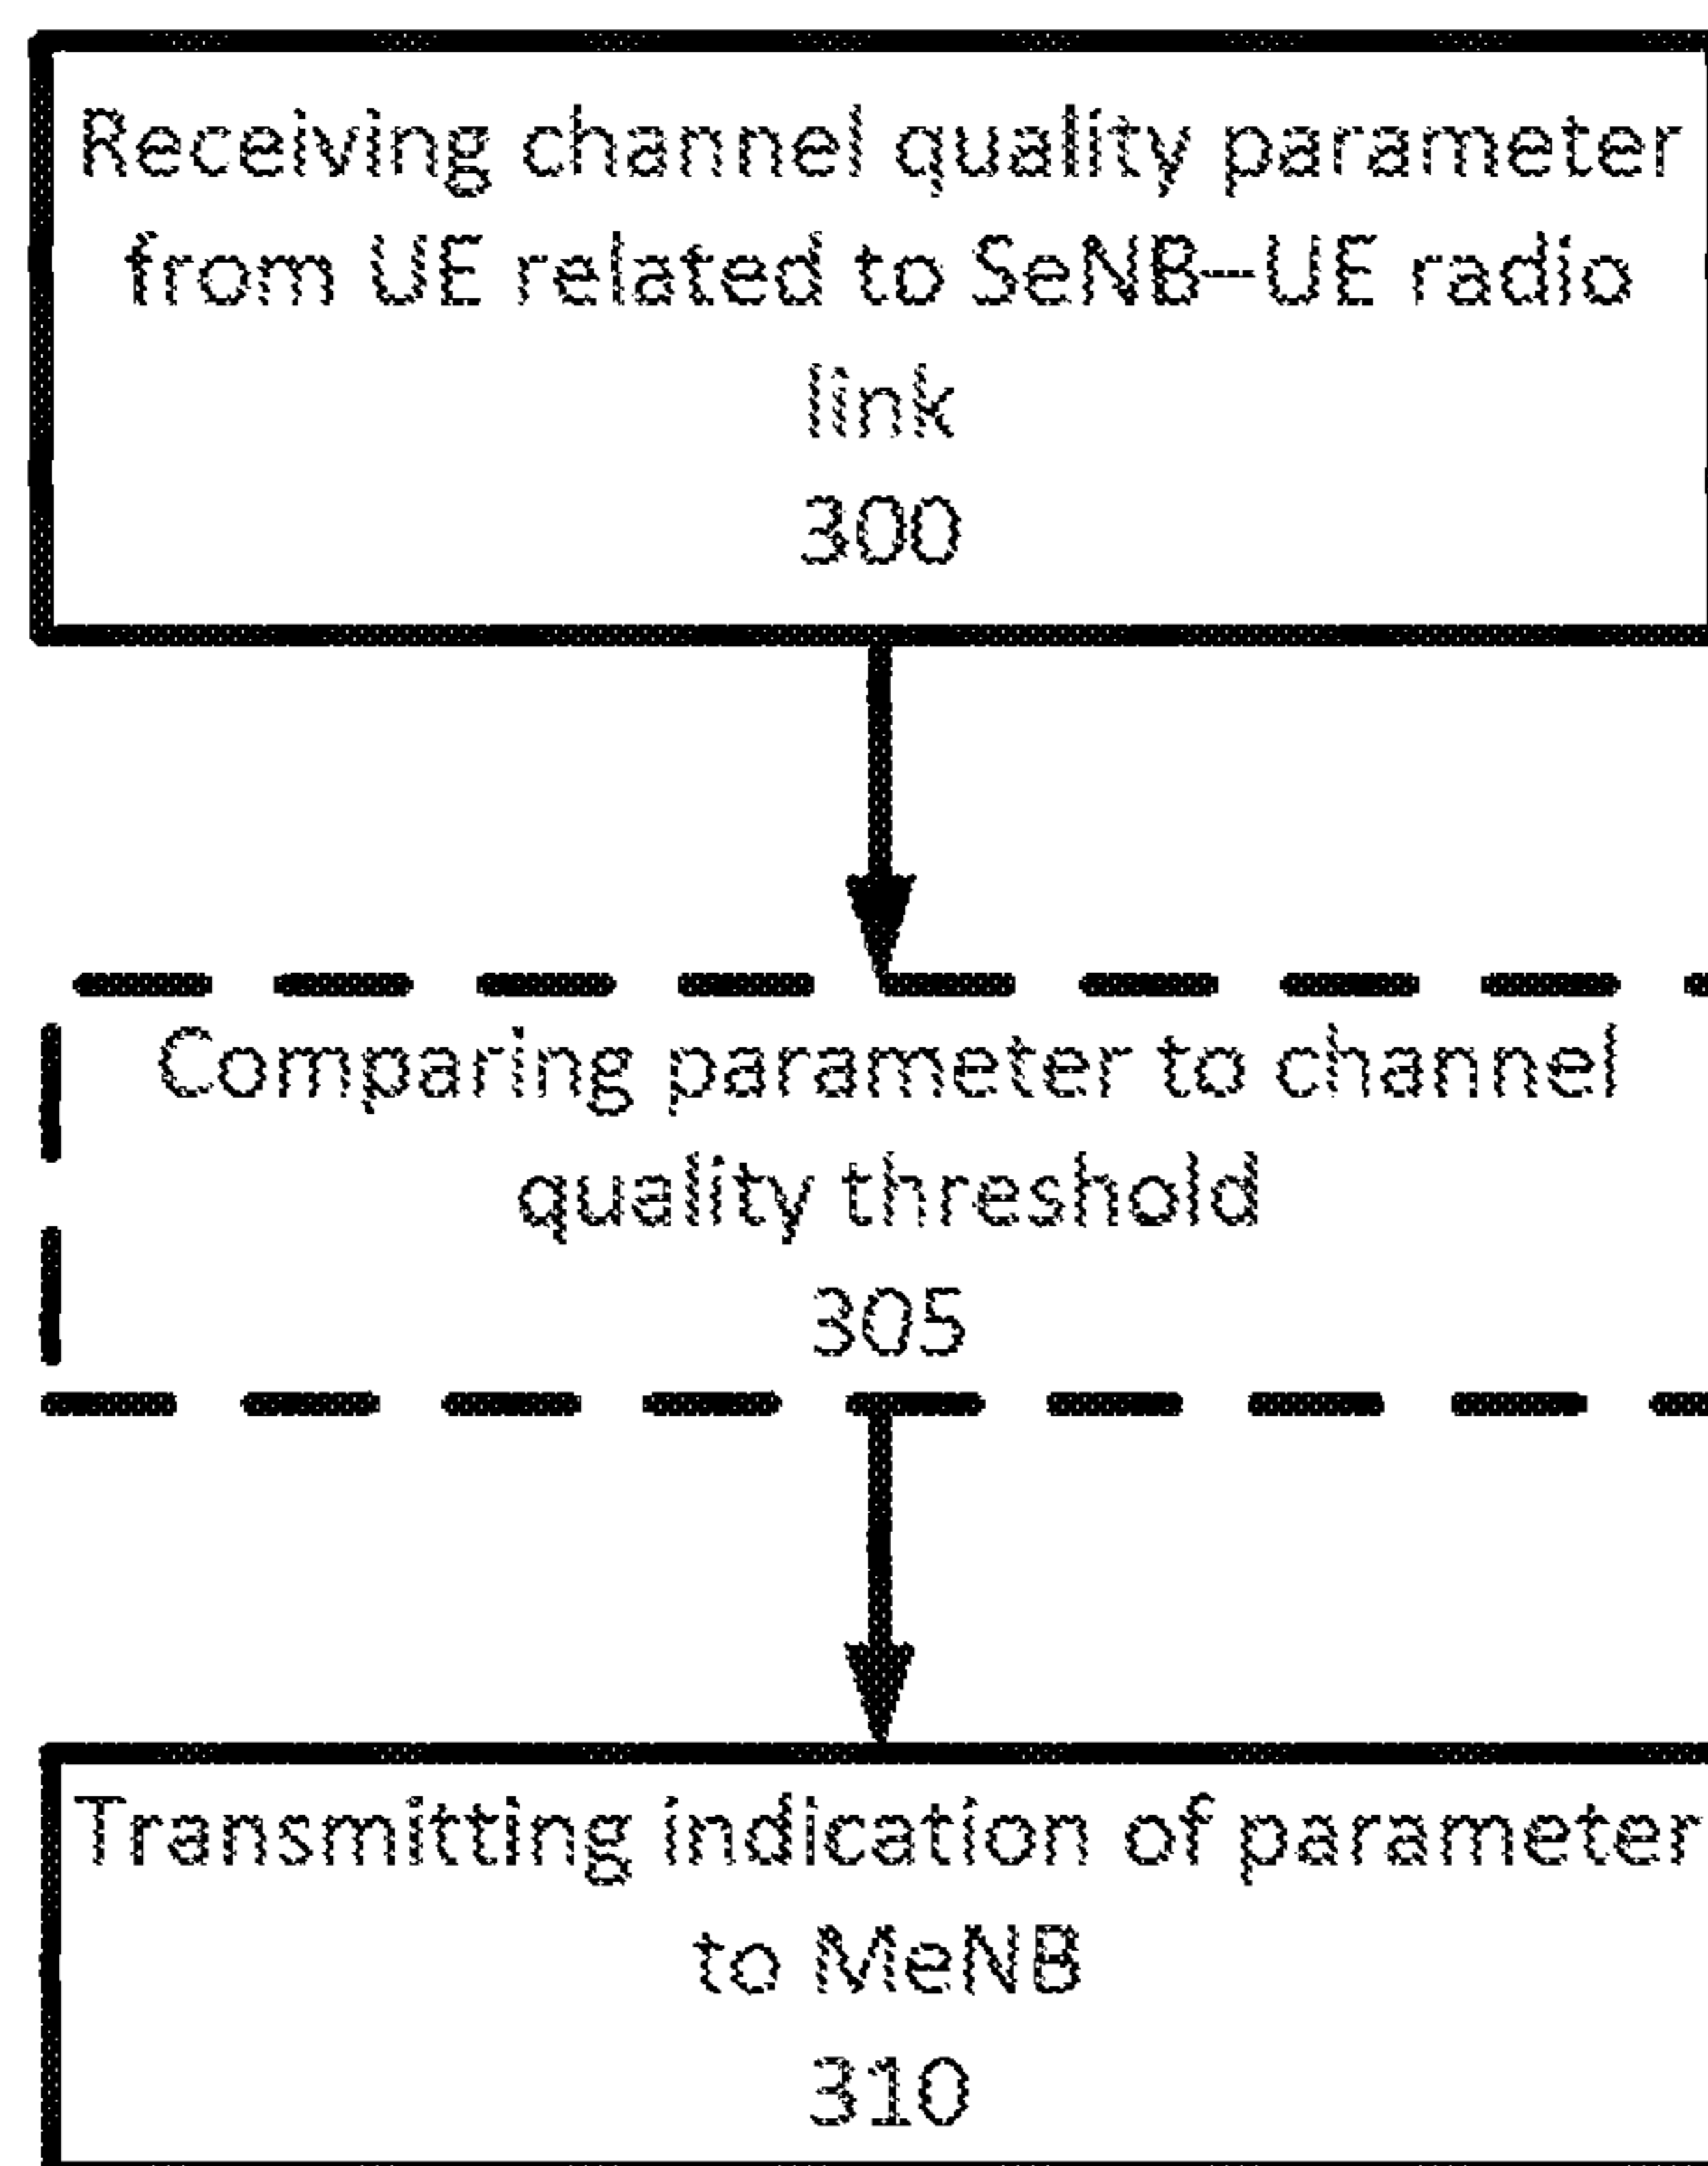 Receiving channel quality parameter
from UE related to SeNB–UE radio
link
300
Comparing parameter to channel
quality threshold
305
Transmitting indication of parameter
to MeNB
310